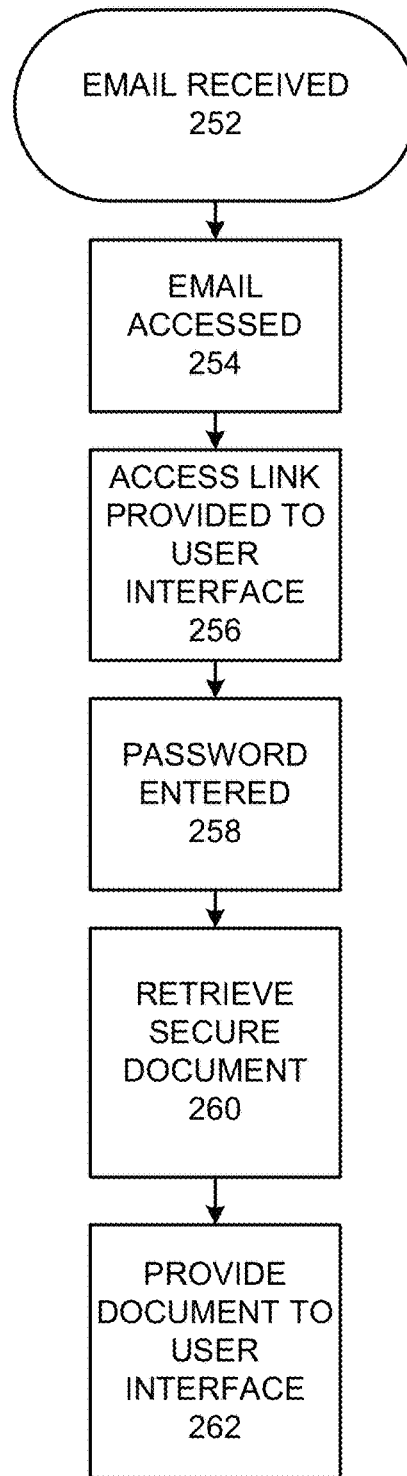 EMAIL RECEIVED
252
EMAIL
ACCESSED
254
ACCESS LINK
PROVIDED TO
USER
INTERFACE
256
PASSWORD
ENTERED
258
RETRIEVE
SECURE
DOCUMENT
260
PROVIDE
DOCUMENT TO
USER
INTERFACE
262